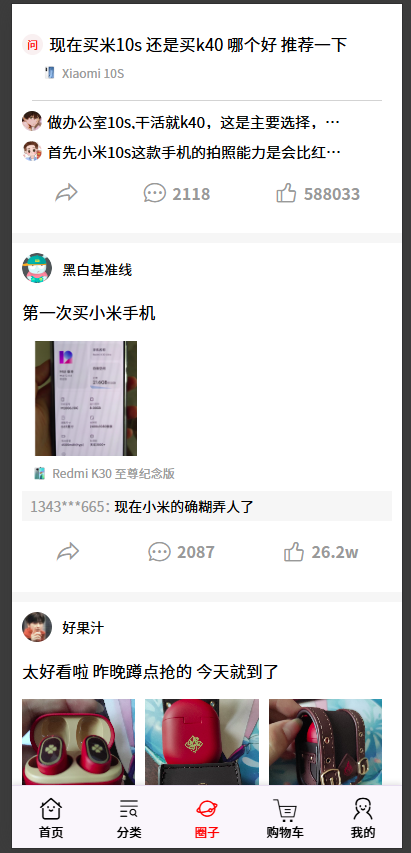 问 现在买米10s 还是买k40 哪个好 推荐一下
Xiaomi 10S
做办公室10s,干活就k40，这是主要选择，…
首先小米10s这款手机的拍照能力是会比红…
2118 588033
黑白基准线
第一次买小米手机
Redmi K30 至尊纪念版
1343***665: 现在小米的确糊弄人了
2087 26.2w
好果汁
太好看啦 昨晚蹲点抢的 今天就到了
首页 分类 圈子 购物车 我的